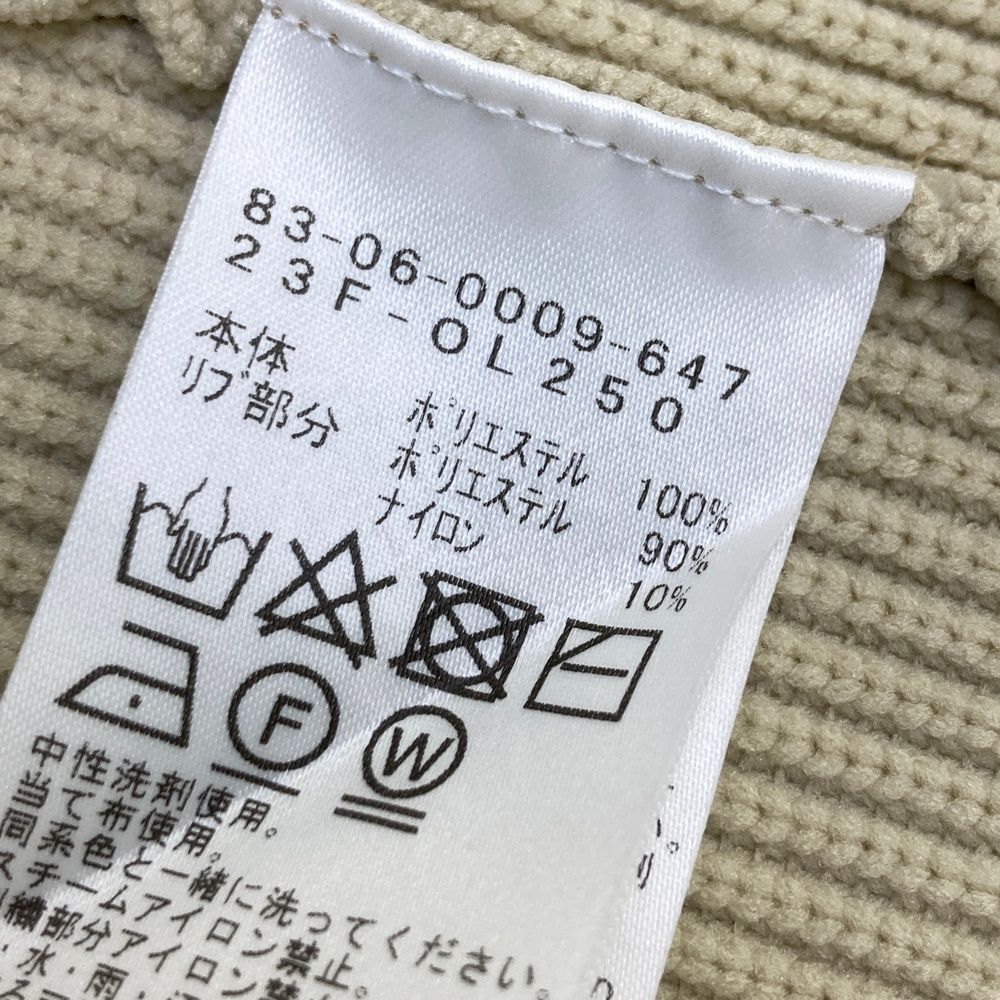 83-06-0009-647
23F-OL250
本体 ポリエステル 100%
リブ部分 ポリエステル 90%
ナイロン 10%
F
W
中性洗剤使用。
当て布使用。
同系色と一緒に洗ってください。
スチームアイロン禁止。
繍部分アイロン禁止
・水・雨・